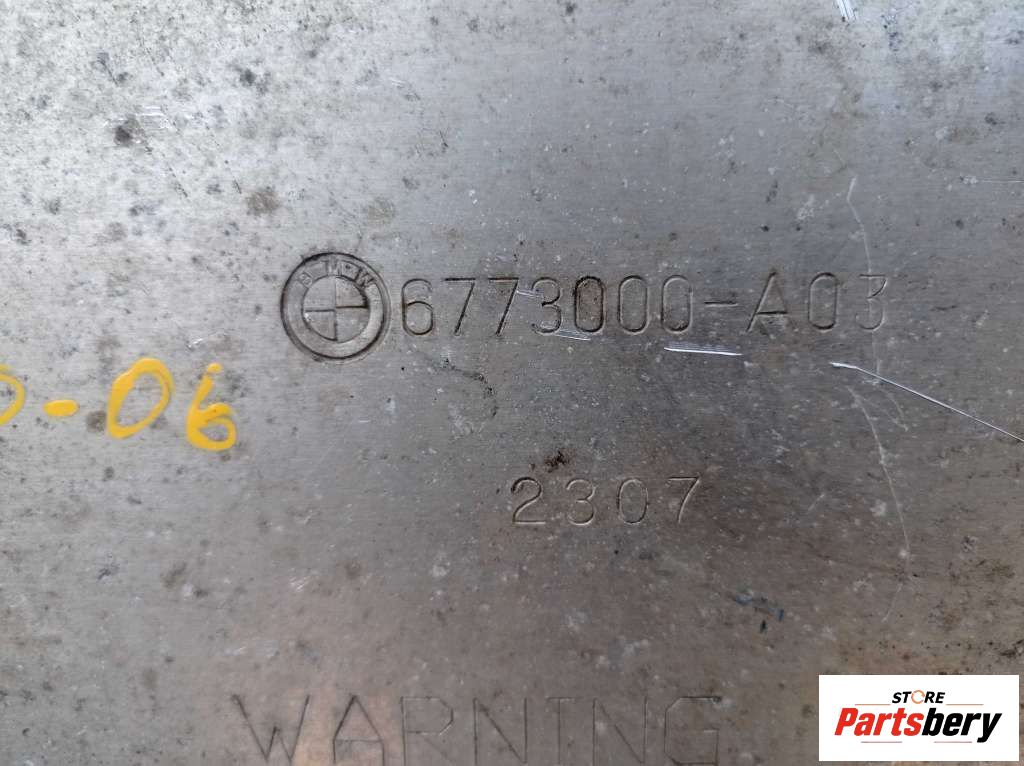 BMW 6773000-A03
-06
2307
WARNING
STORE
Partsbery